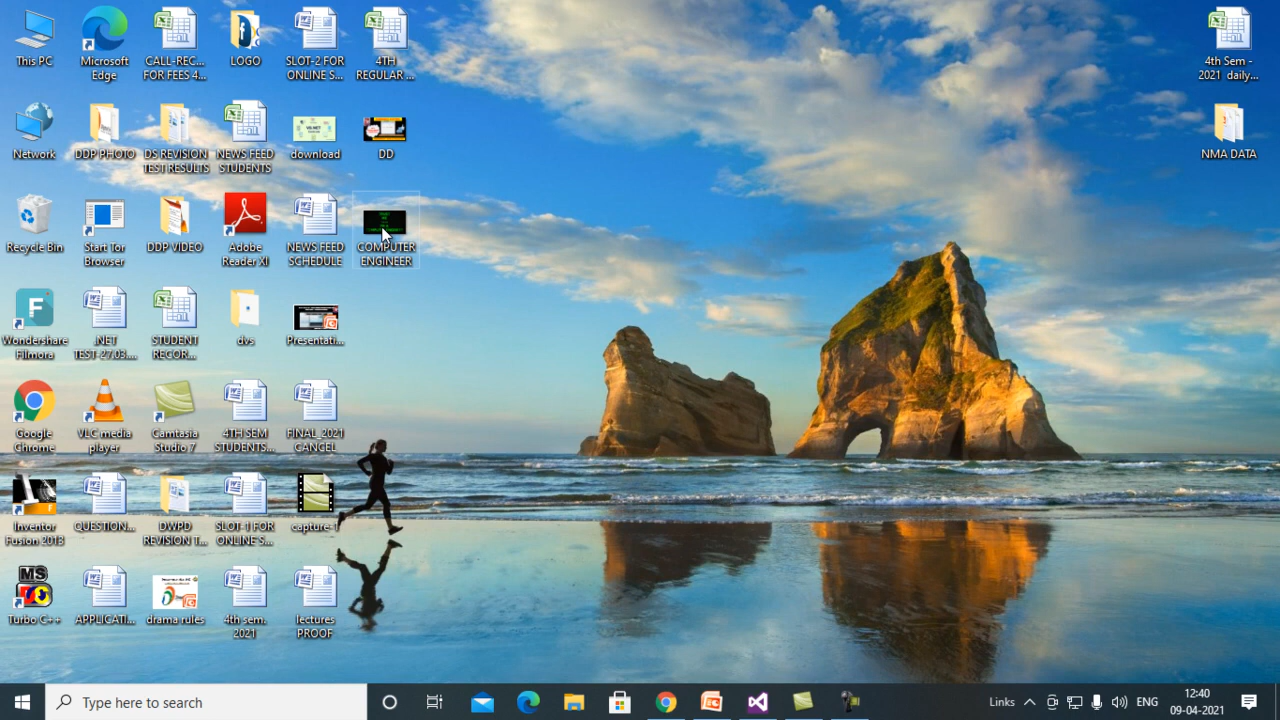 This PC
Microsoft
Edge
CALL-REC...
FOR FEES 4...
LOGO
SLOT-2 FOR
ONLINE S...
4TH
REGULAR ...
4th Sem -
2021 daily...
Network
DDP PHOTO
DS REVISION
TEST RESULTS
NEWS FEED
STUDENTS
download
DD
NMA DATA
Recycle Bin
Start Tor
Browser
DDP VIDEO
Adobe
Reader XI
NEWS FEED
SCHEDULE
COMPUTER
ENGINEER
Wondershare
Filmora
.NET
TEST-27.03....
STUDENT
RECOR...
dvs
Presentati...
Google
Chrome
VLC media
player
Camtasia
Studio 7
4TH SEM
STUDENTS...
FINAL_2021
CANCEL
Inventor
Fusion 2013
QUESTION...
DWPD
REVISION T...
SLOT-1 FOR
ONLINE S...
capture-1
MS
Turbo C++
APPLICATI...
drama rules
4th sem.
2021
lectures
PROOF
Type here to search
Links
ENG
12:40
09-04-2021